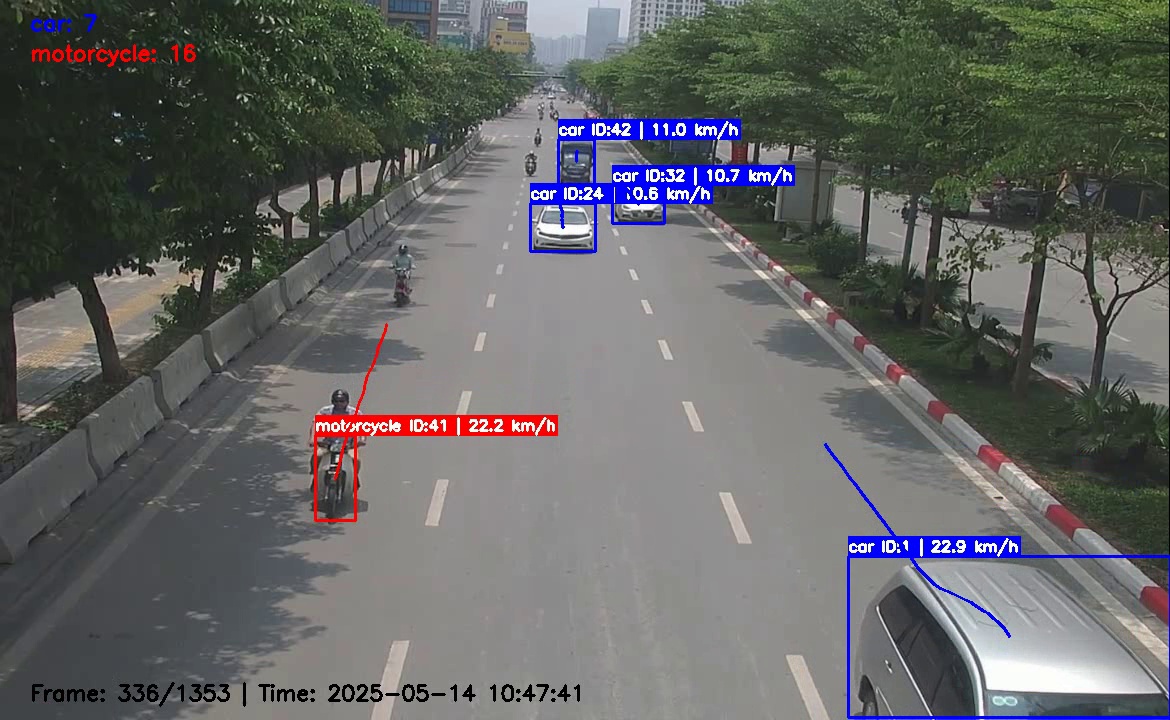 car: 7
motorcycle: 16
car ID:42 | 11.0 km/h
car ID:32 | 10.7 km/h
car ID:24 | 10.6 km/h
motorcycle ID:41 | 22.2 km/h
car ID:1 | 22.9 km/h
Frame: 336/1353 | Time: 2025-05-14 10:47:41